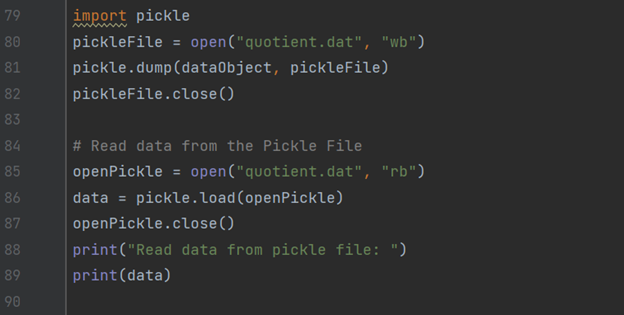 79 import pickle
80 pickleFile = open("quotient.dat", "wb")
81 pickle.dump(dataObject, pickleFile)
82 pickleFile.close()
83
84 # Read data from the Pickle File
85 openPickle = open("quotient.dat", "rb")
86 data = pickle.load(openPickle)
87 openPickle.close()
88 print("Read data from pickle file: ")
89 print(data)
90